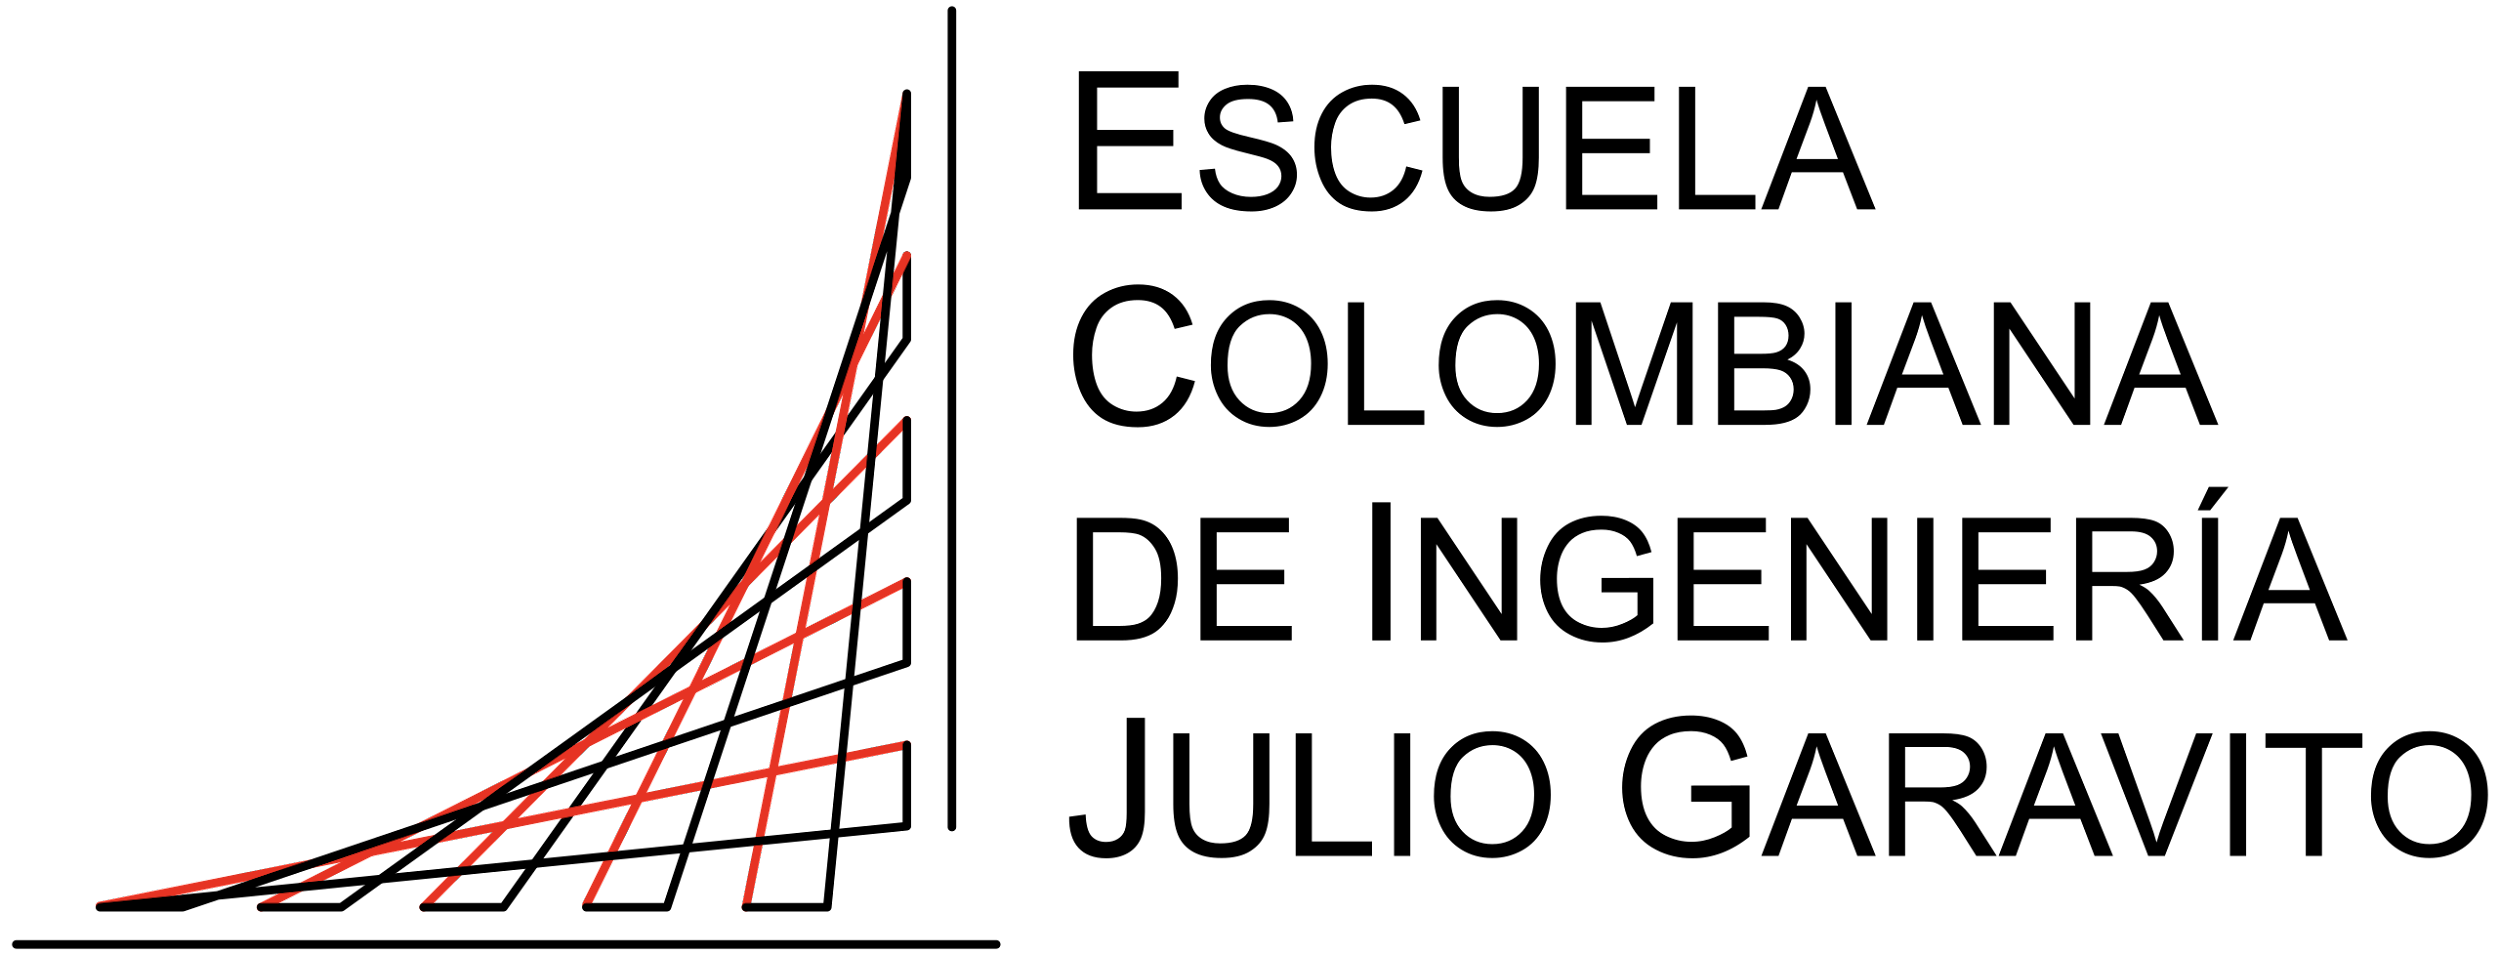 ESCUELA
COLOMBIANA
DE INGENIERÍA
JULIO GARAVITO